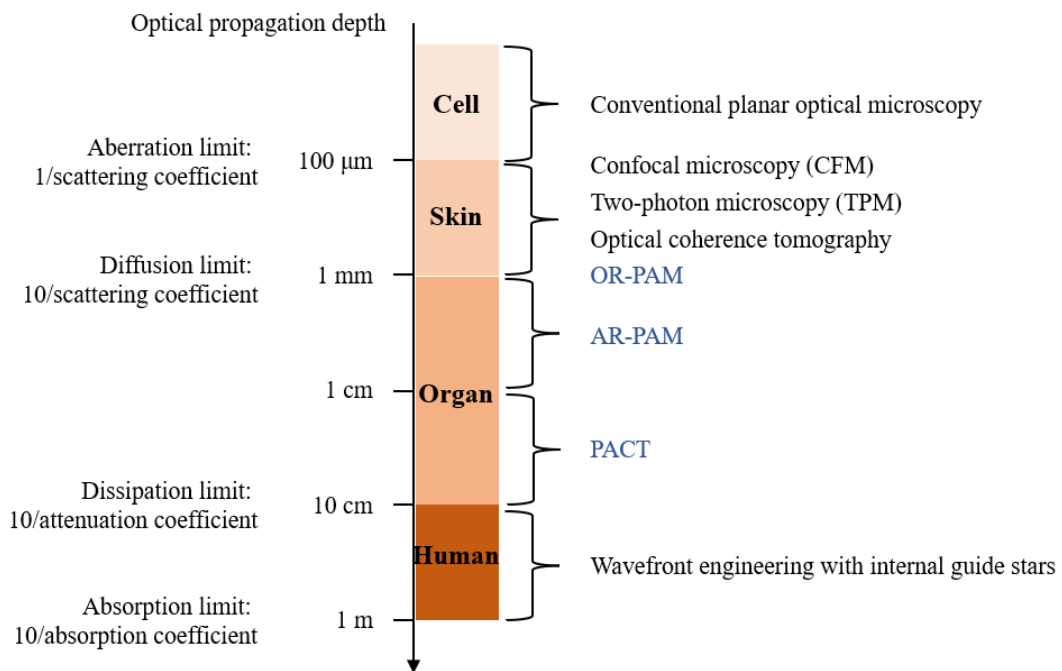 Optical propagation depth
Cell
Conventional planar optical microscopy
Aberration limit:
1/scattering coefficient
100 μm
Confocal microscopy (CFM)
Skin
Two-photon microscopy (TPM)
Optical coherence tomography
Diffusion limit:
10/scattering coefficient
1 mm
OR-PAM
AR-PAM
1 cm
Organ
PACT
Dissipation limit:
10/attenuation coefficient
10 cm
Human
Wavefront engineering with internal guide stars
Absorption limit:
10/absorption coefficient
1 m